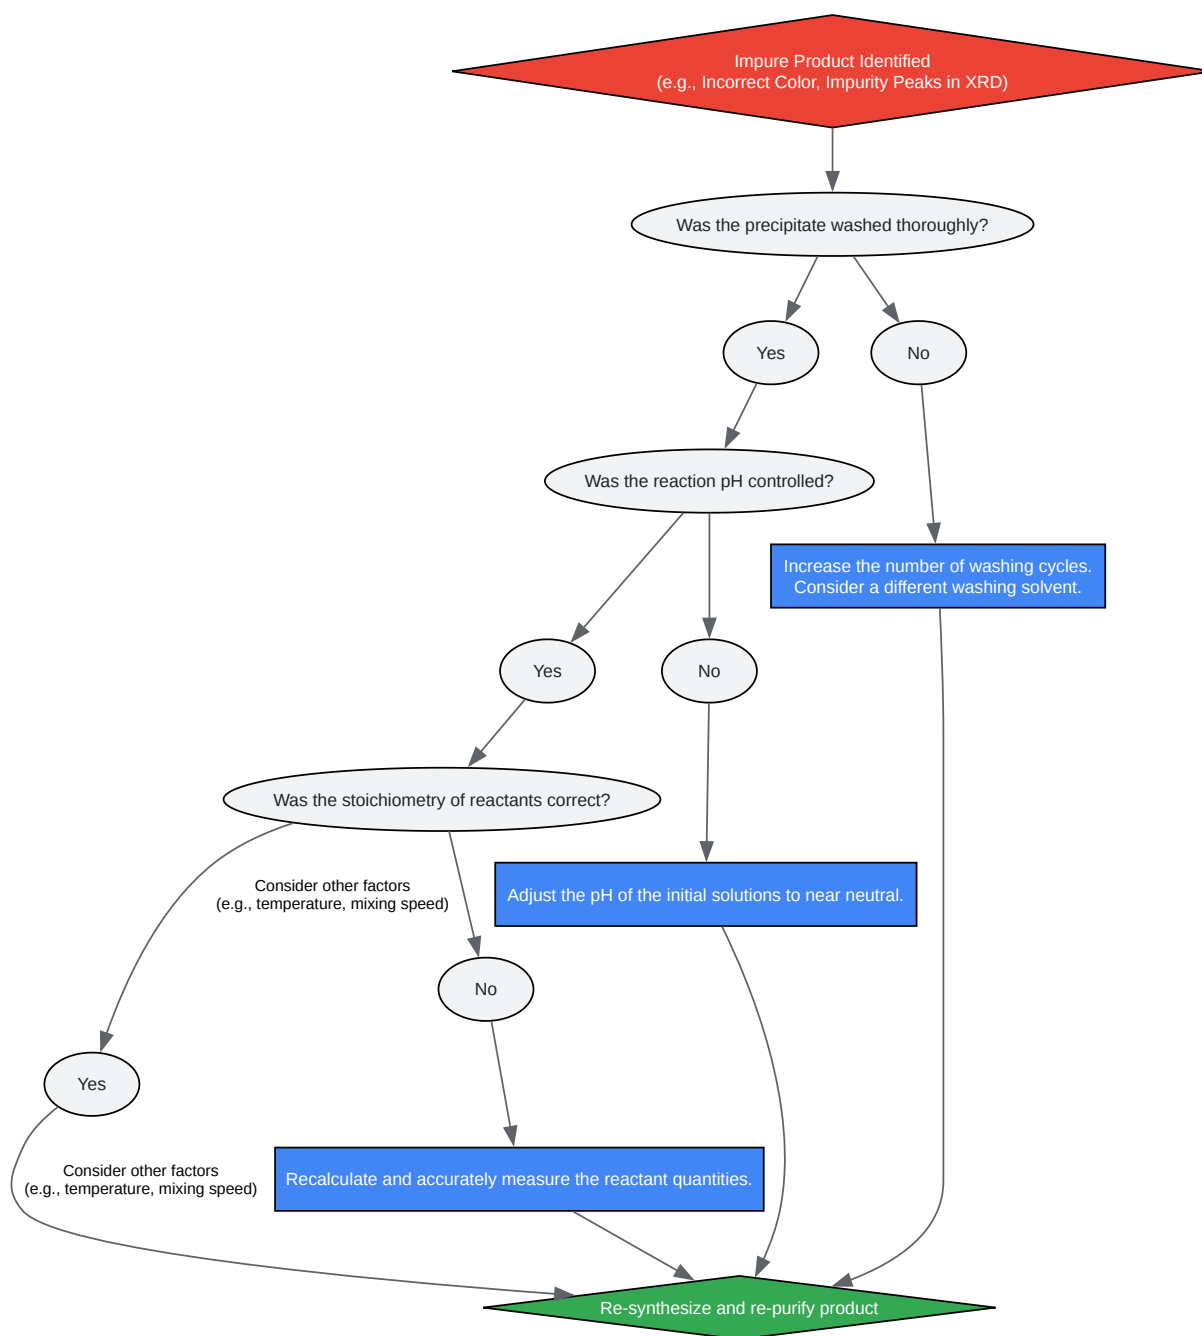 Impure Product Identified
(e.g., Incorrect Color, Impurity Peaks in XRD)
Was the precipitate washed thoroughly?
Yes
No
Was the reaction pH controlled?
Increase the number of washing cycles.
Consider a different washing solvent.
Yes
No
Was the stoichiometry of reactants correct?
Consider other factors
(e.g., temperature, mixing speed)
Adjust the pH of the initial solutions to near neutral.
No
Yes
Consider other factors
(e.g., temperature, mixing speed)
Recalculate and accurately measure the reactant quantities.
Re-synthesize and re-purify product